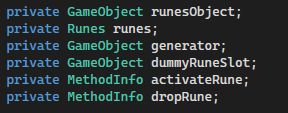 private GameObject runesObject;
private Runes runes;
private GameObject generator;
private GameObject dummyRuneSlot;
private MethodInfo activateRune;
private MethodInfo dropRune;